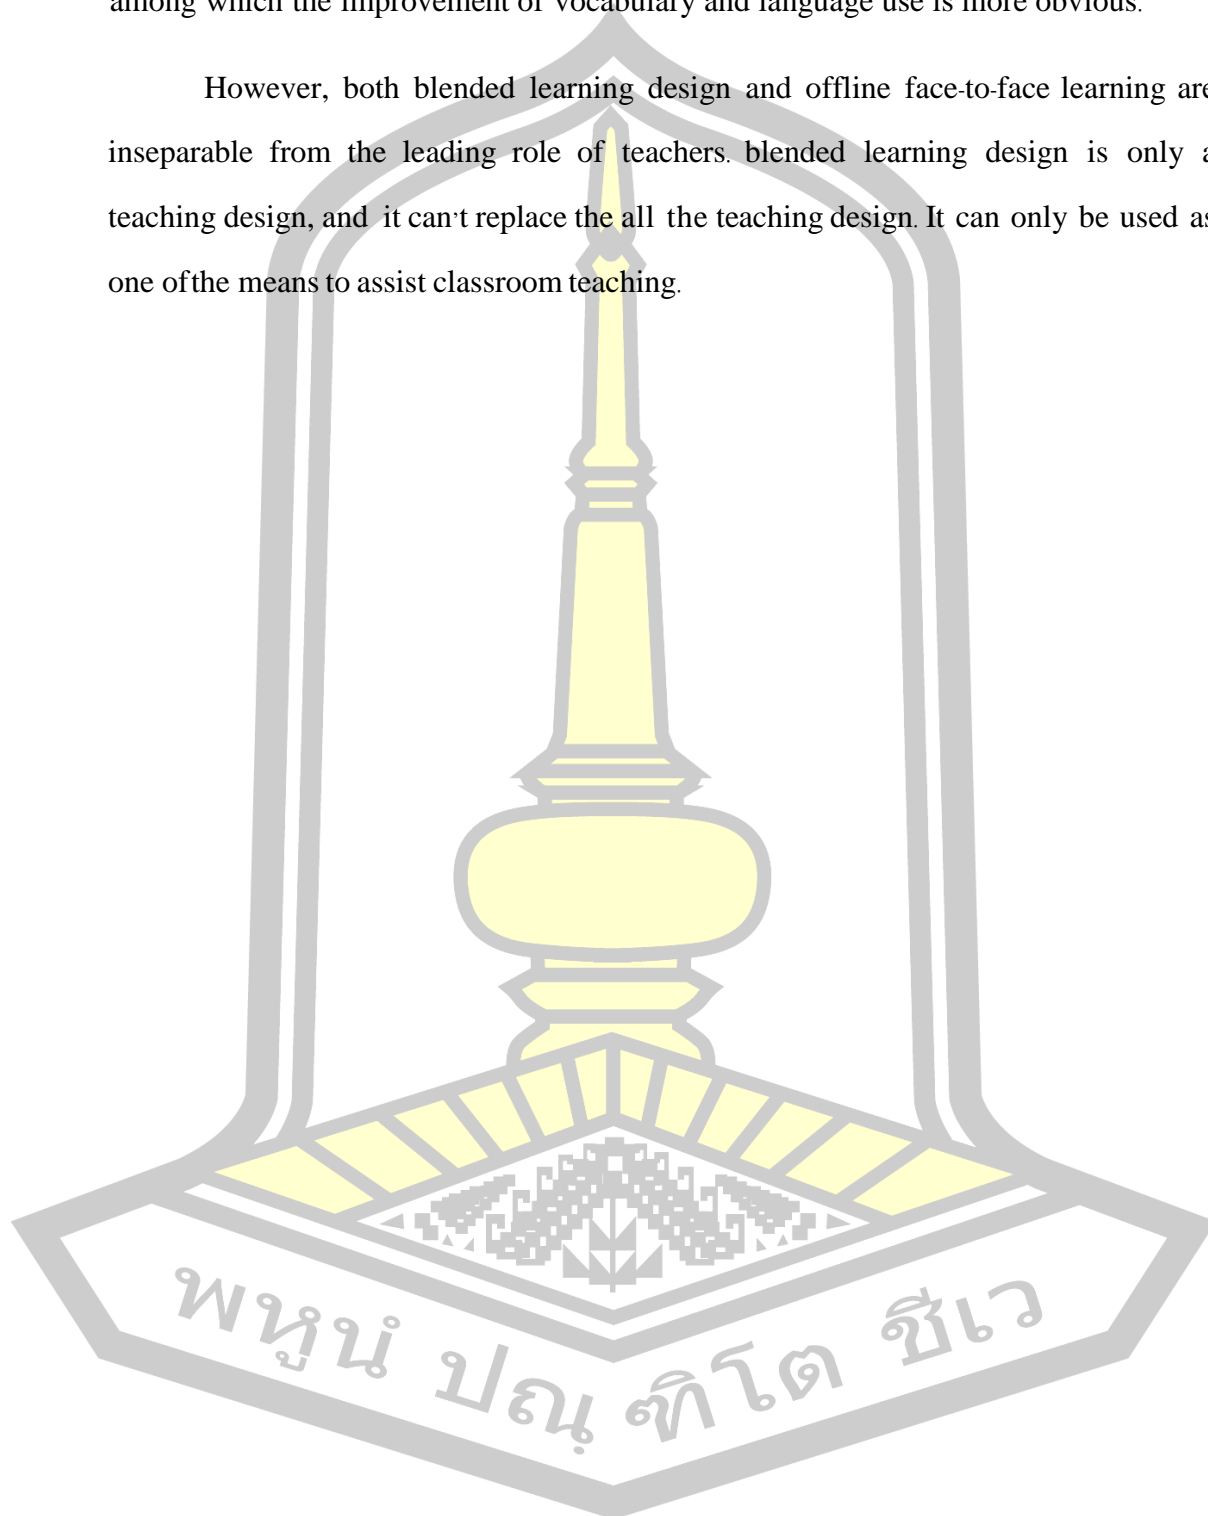 among which the improvement of vocabulary and language use is more obvious.
However, both blended learning design and offline face-to-face learning are
inseparable from the leading role of teachers. blended learning design is only a
teaching design, and it can't replace the all the teaching design. It can only be used as
one of the means to assist classroom teaching.
พหูนํ ปณฺฑิโต ชีเว